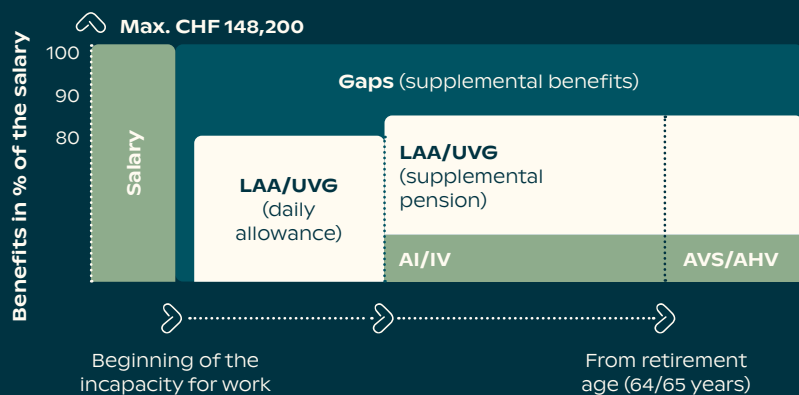 Max. CHF 148,200
Benefits in % of the salary
100
90
80
Salary
Gaps (supplemental benefits)
LAA/UVG
(daily
allowance)
LAA/UVG
(supplemental
pension)
AI/IV
AVS/AHV
Beginning of the
incapacity for work
From retirement
age (64/65 years)